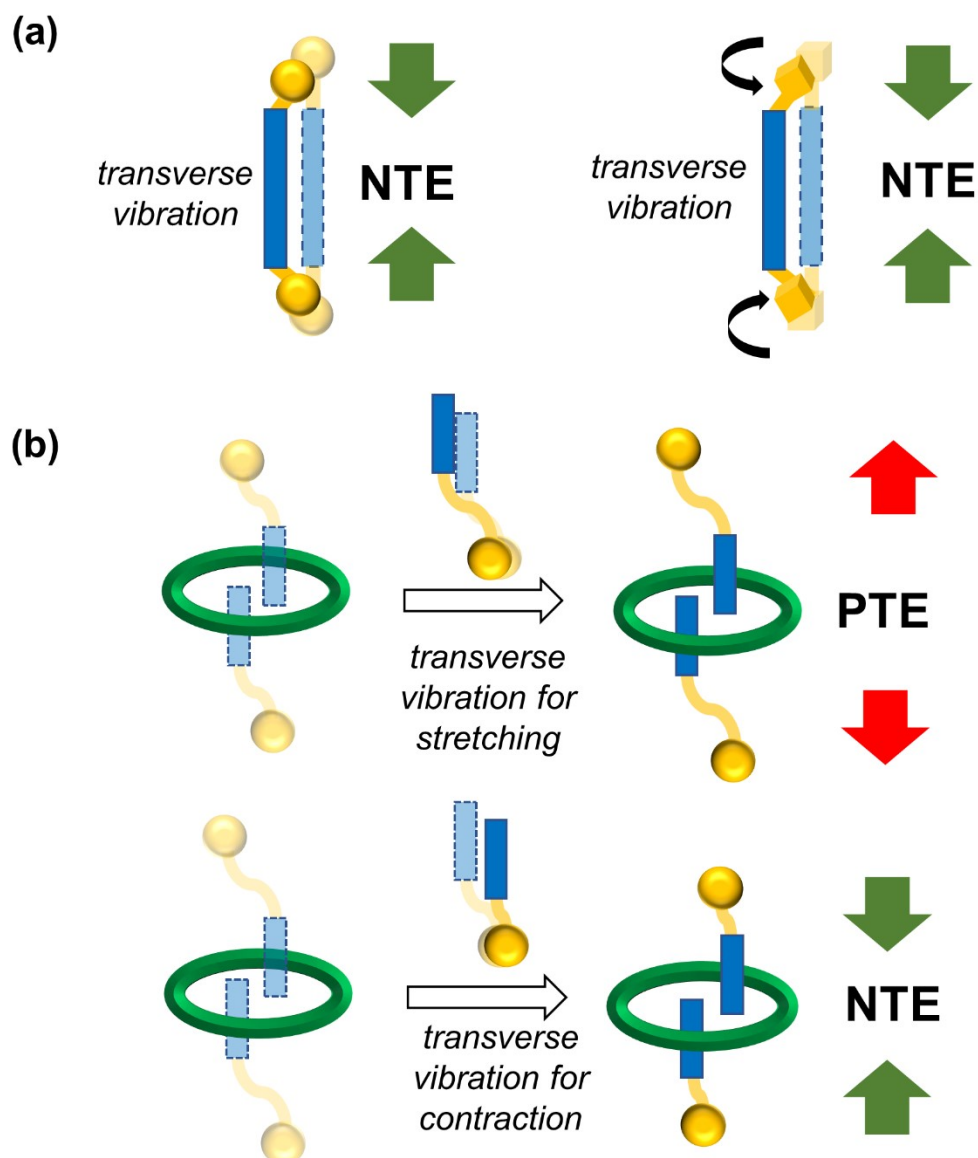 (a)
transverse
vibration
NTE
transverse
vibration
NTE
(b)
transverse
vibration for
stretching
PTE
transverse
vibration for
contraction
NTE